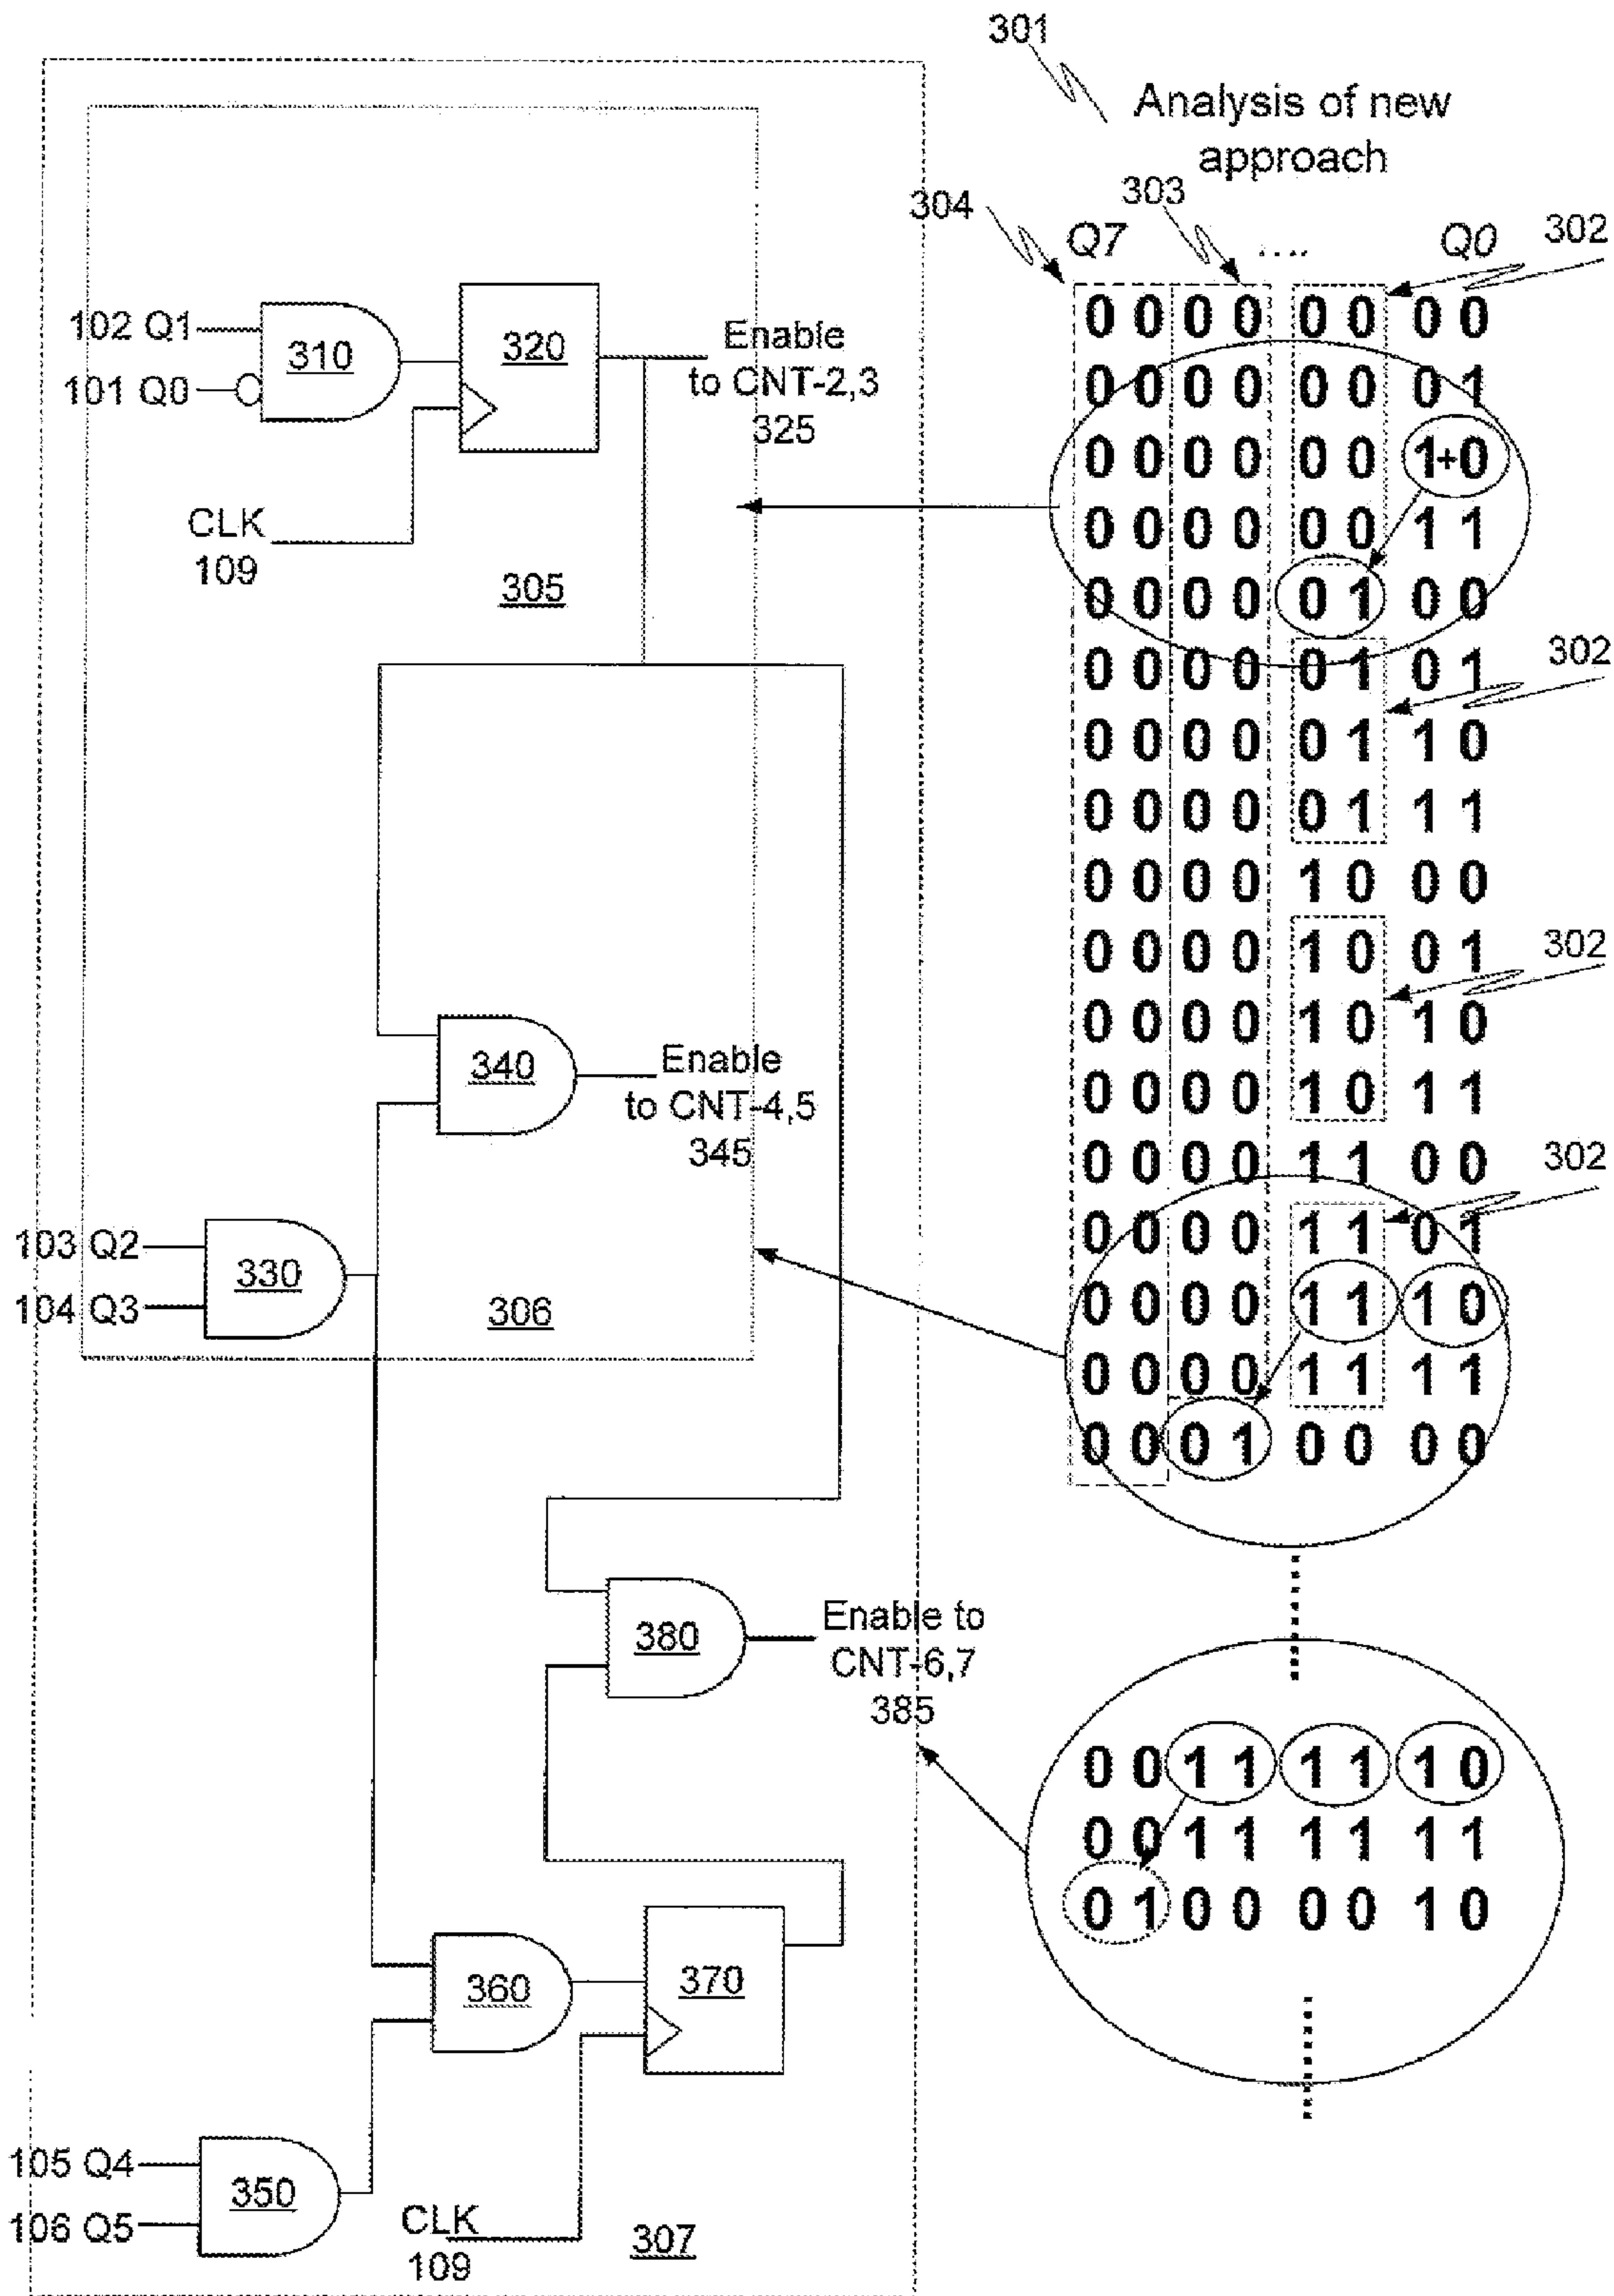 301
Analysis of new
approach
303
304
302
Q7 .... Q0
0 0 0 0 0 0 0 0
0 0 0 0 0 0 0 1
0 0 0 0 0 0 1+0
0 0 0 0 0 0 1 1
0 0 0 0 0 1 0 0
0 0 0 0 0 1 0 1
302
0 0 0 0 0 1 1 0
0 0 0 0 0 1 1 1
0 0 0 0 1 0 0 0
0 0 0 0 1 0 0 1
302
0 0 0 0 1 0 1 0
0 0 0 0 1 0 1 1
0 0 0 0 1 1 0 0
302
0 0 0 0 1 1 0 1
0 0 0 0 1 1 1 0
0 0 0 0 1 1 1 1
0 0 0 1 0 0 0 0
0 0 1 1 1 1 1 0
0 0 1 1 1 1 1 1
0 1 0 0 0 0 1 0
102 Q1
101 Q0
310
320
Enable
to CNT-2,3
325
CLK
109
305
340
Enable
to CNT-4,5
345
103 Q2
104 Q3
330
306
380
Enable to
CNT-6,7
385
360
370
105 Q4
106 Q5
350
CLK
109
307